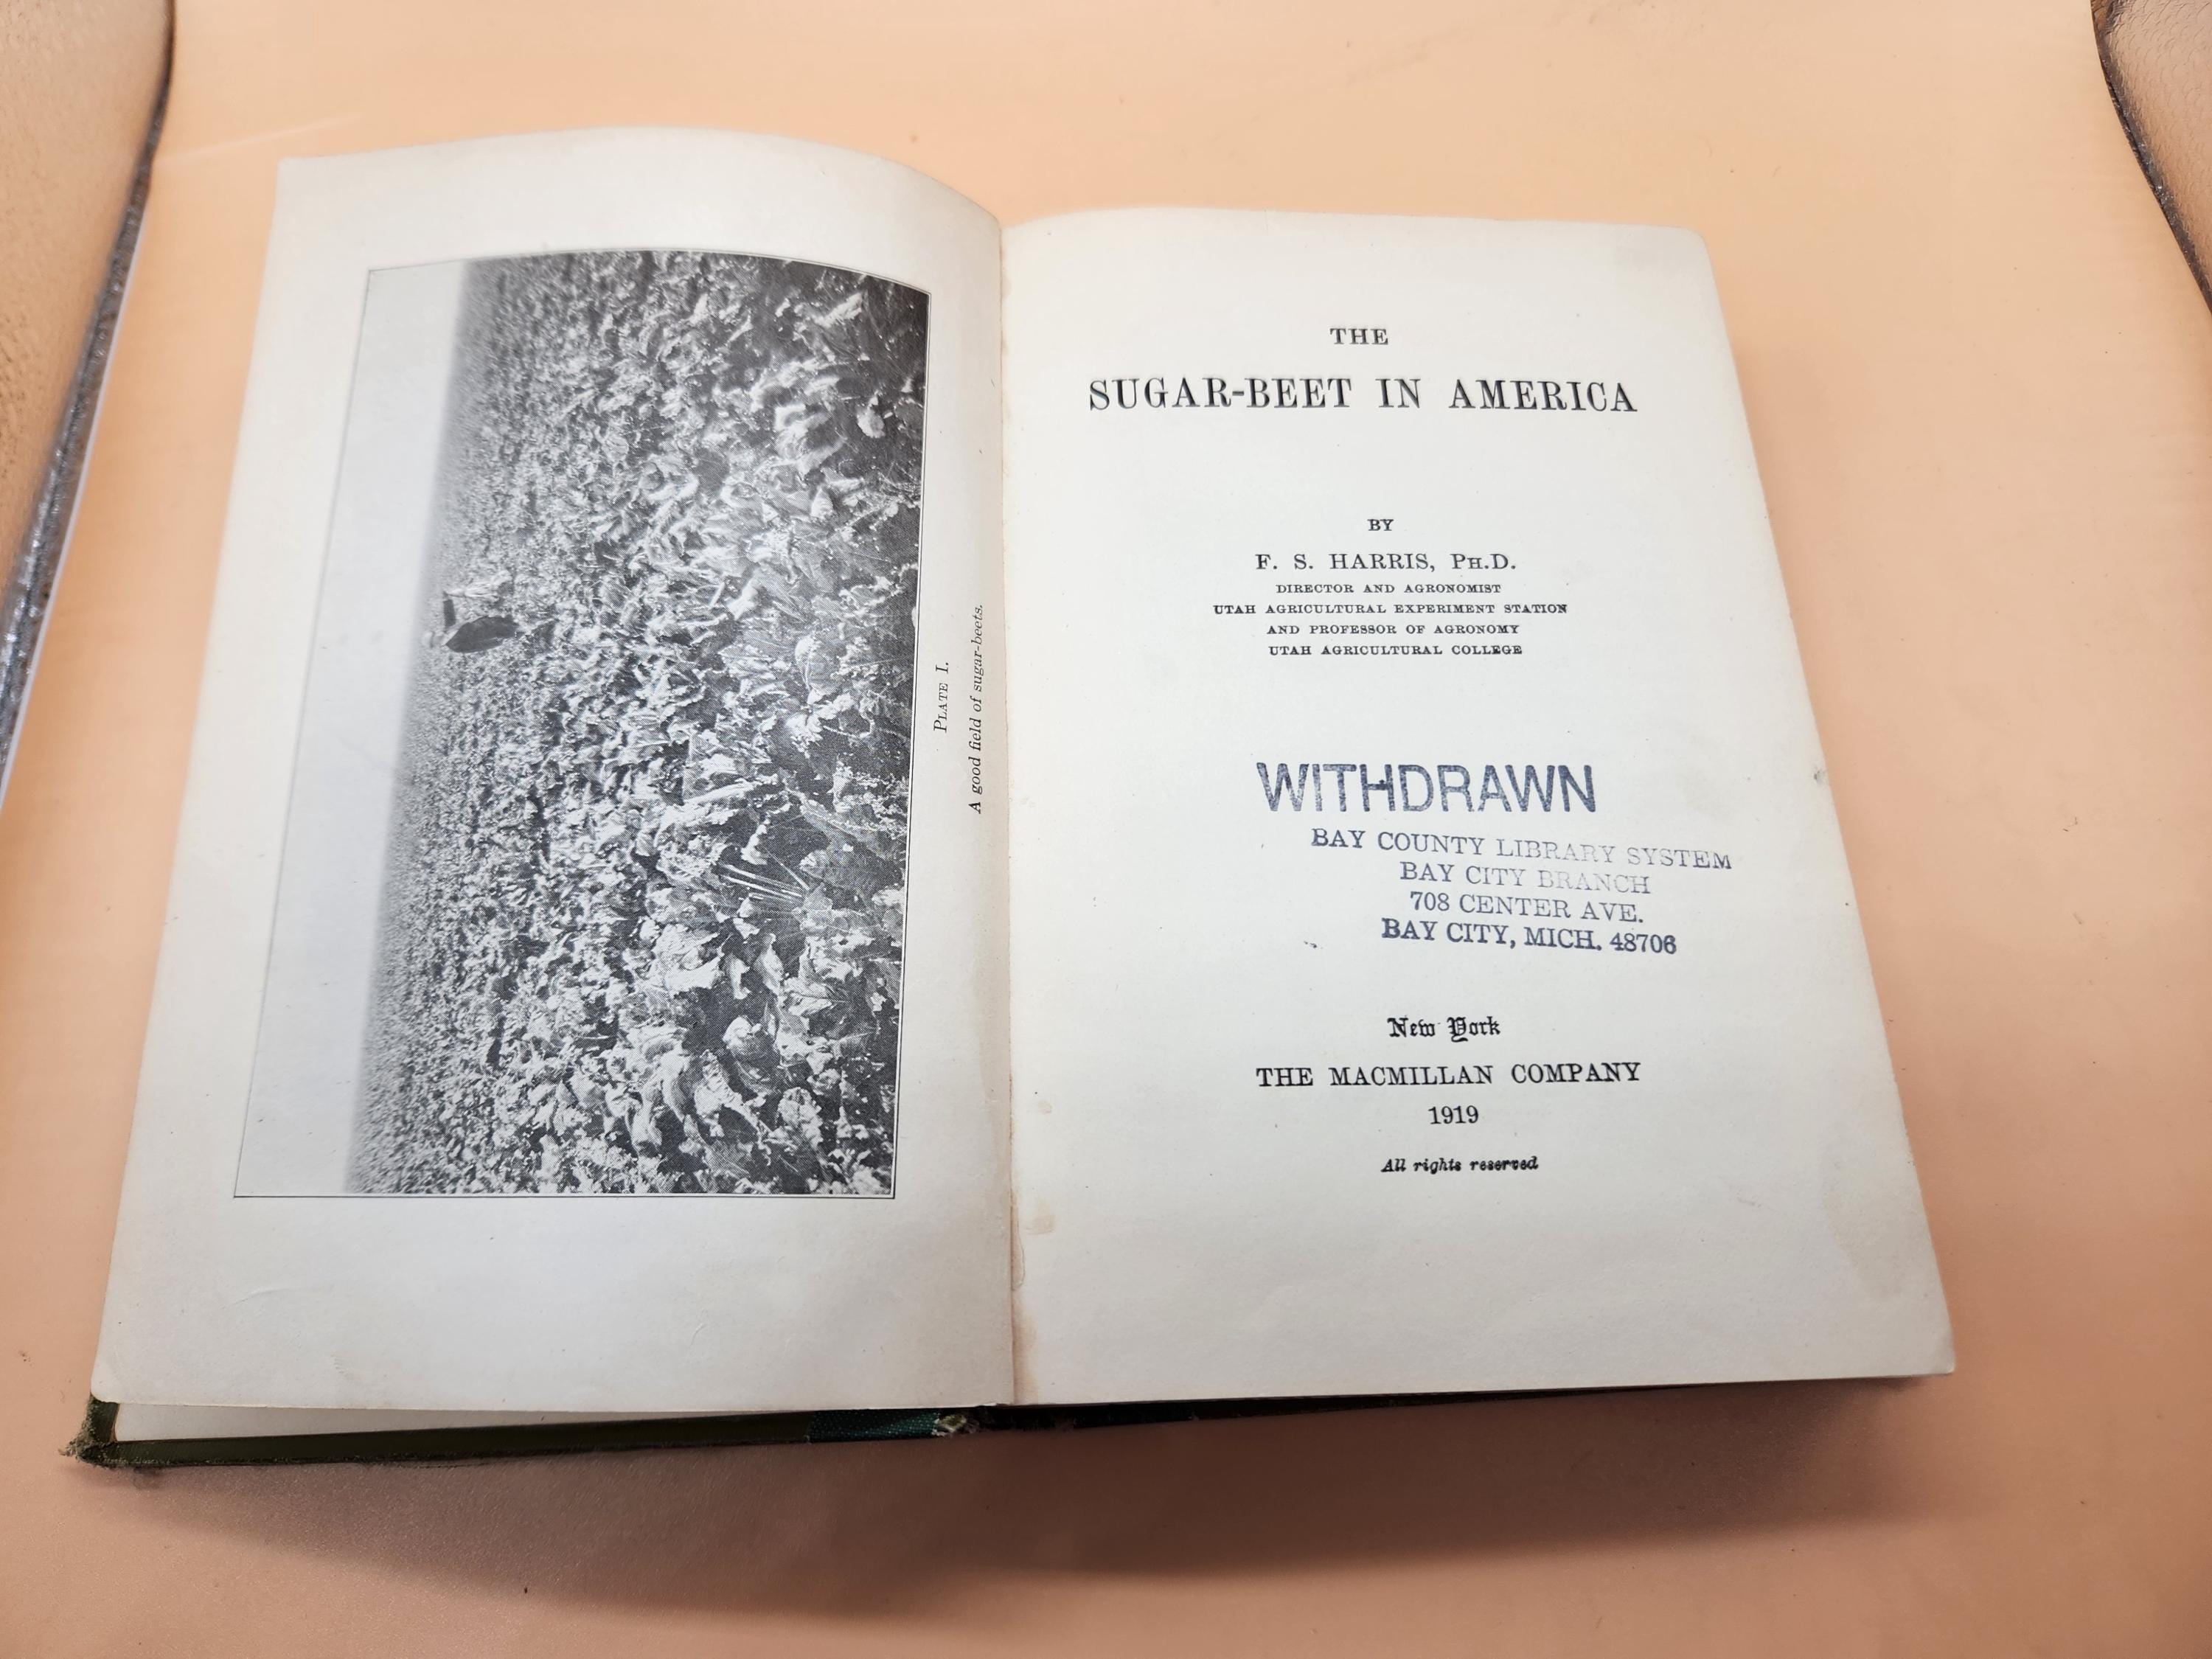 PLATE I.
A good field of sugar-beets.
THE
SUGAR-BEET IN AMERICA
BY
F. S. HARRIS, PH.D.
DIRECTOR AND AGRONOMIST
UTAH AGRICULTURAL EXPERIMENT STATION
AND PROFESSOR OF AGRONOMY
UTAH AGRICULTURAL COLLEGE
WITHDRAWN
BAY COUNTY LIBRARY SYSTEM
BAY CITY BRANCH
708 CENTER AVE.
BAY CITY, MICH. 48706
New York
THE MACMILLAN COMPANY
1919
All rights reserved